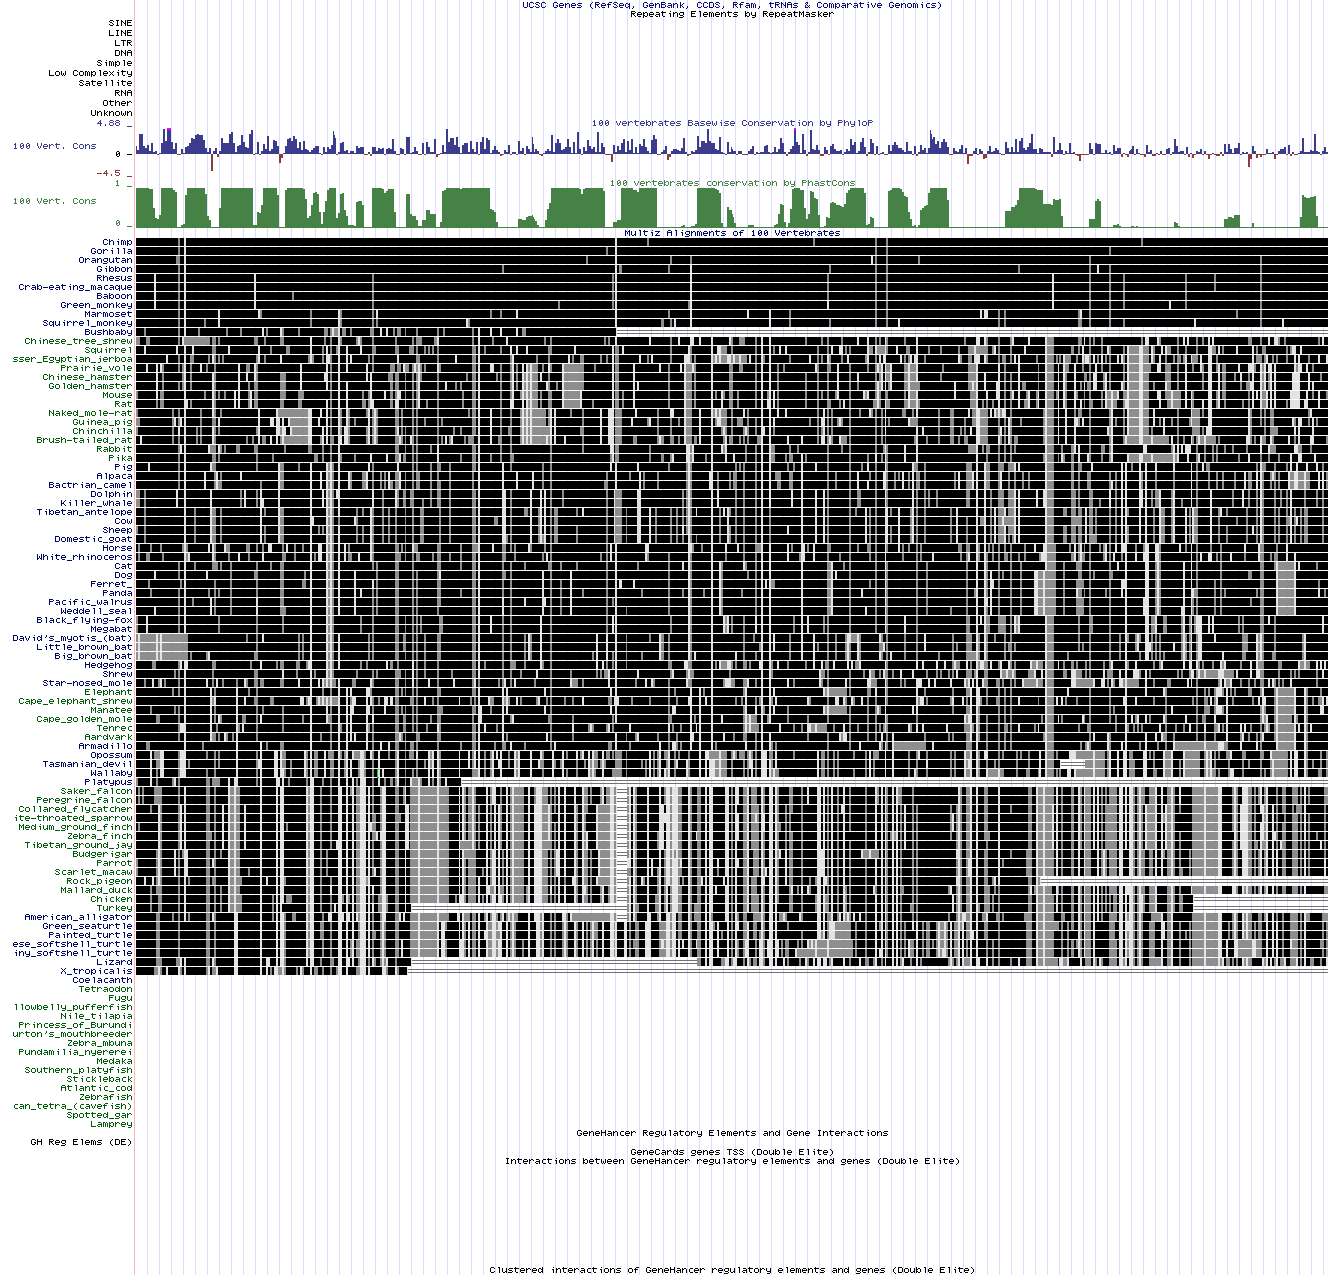 UCSC Genes (RefSeq, GenBank, CCDS, Rfam, tRNAs & Comparative Genomics)
Repeating Elements by RepeatMasker
SINE
LINE
LTR
DNA
Simple
Low Complexity
Satellite
RNA
Other
Unknown
4.88 _
100 vertebrates Basewise Conservation by PhyloP
100 Vert. Cons
0 _
-4.5 _
100 vertebrates conservation by PhastCons
1 _
100 Vert. Cons
0 _
Multiz Alignments of 100 Vertebrates
Chimp
Gorilla
Orangutan
Gibbon
Rhesus
Crab-eating_macaque
Baboon
Green_monkey
Marmoset
Squirrel_monkey
Bushbaby
Chinese_tree_shrew
Squirrel
sser_Egyptian_jerboa
Prairie_vole
Chinese_hamster
Golden_hamster
Mouse
Rat
Naked_mole-rat
Guinea_pig
Chinchilla
Brush-tailed_rat
Rabbit
Pika
Pig
Alpaca
Bactrian_camel
Dolphin
Killer_whale
Tibetan_antelope
Cow
Sheep
Domestic_goat
Horse
White_rhinoceros
Cat
Dog
Ferret_
Panda
Pacific_walrus
Weddell_seal
Black_flying-fox
Megabat
David's_myotis_(bat)
Little_brown_bat
Big_brown_bat
Hedgehog
Shrew
Star-nosed_mole
Elephant
Cape_elephant_shrew
Manatee
Cape_golden_mole
Tenrec
Aardvark
Armadillo
Opossum
Tasmanian_devil
Wallaby
Platypus
Saker_falcon
Peregrine_falcon
Collared_flycatcher
ite-throated_sparrow
Medium_ground_finch
Zebra_finch
Tibetan_ground_jay
Budgerigar
Parrot
Scarlet_macaw
Rock_pigeon
Mallard_duck
Chicken
Turkey
American_alligator
Green_seaturtle
Painted_turtle
ese_softshell_turtle
iny_softshell_turtle
Lizard
X_tropicalis
Coelacanth
Tetraodon
Fugu
llowbelly_pufferfish
Nile_tilapia
Princess_of_Burundi
urton's_mouthbreeder
Zebra_mbuna
Pundamilia_nyererei
Medaka
Southern_platyfish
Stickleback
Atlantic_cod
Zebrafish
can_tetra_(cavefish)
Spotted_gar
Lamprey
GeneHancer Regulatory Elements and Gene Interactions
GH Reg Elems (DE)
GeneCards genes TSS (Double Elite)
Interactions between GeneHancer regulatory elements and genes (Double Elite)
Clustered interactions of GeneHancer regulatory elements and genes (Double Elite)